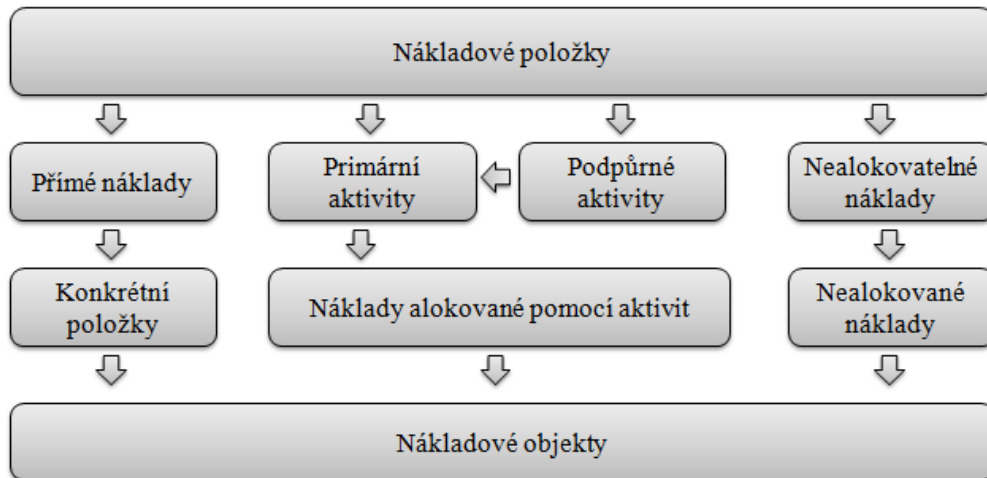 Nákladové položky
Přímé náklady
Primární
aktivity
Podpůrné
aktivity
Nealokovatelné
náklady
Konkrétní
položky
Náklady alokované pomocí aktivit
Nealokované
náklady
Nákladové objekty